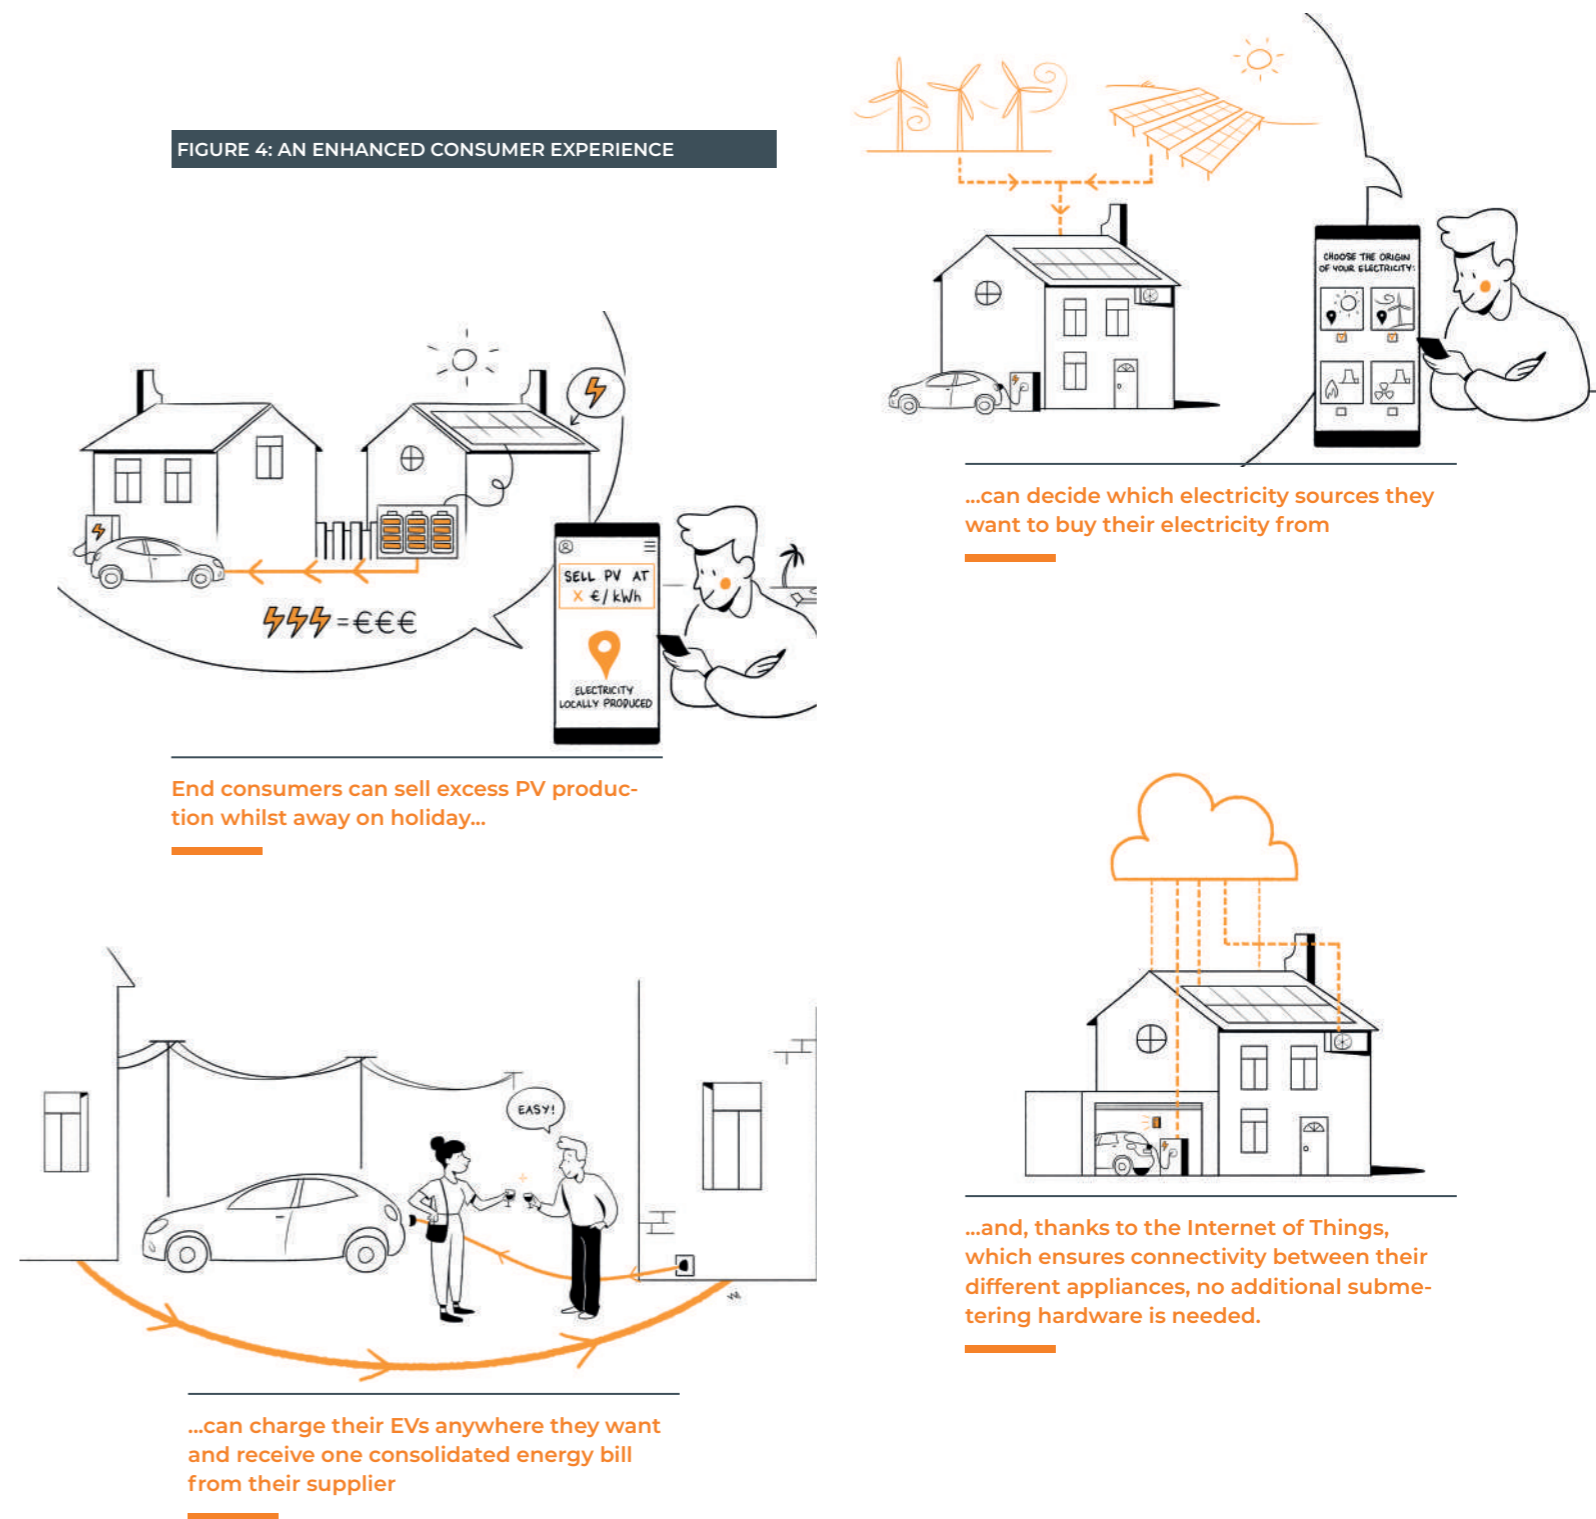 FIGURE 4: AN ENHANCED CONSUMER EXPERIENCE
SELL PV AT
X €/kWh
ELECTRICITY
LOCALLY PRODUCED
=€€€
End consumers can sell excess PV produc-
tion whilst away on holiday...
CHOOSE THE ORIGIN
OF YOUR ELECTRICITY:
...can decide which electricity sources they
want to buy their electricity from
EASY!
...can charge their EVs anywhere they want
and receive one consolidated energy bill
from their supplier
...and, thanks to the Internet of Things,
which ensures connectivity between their
different appliances, no additional subme-
tering hardware is needed.